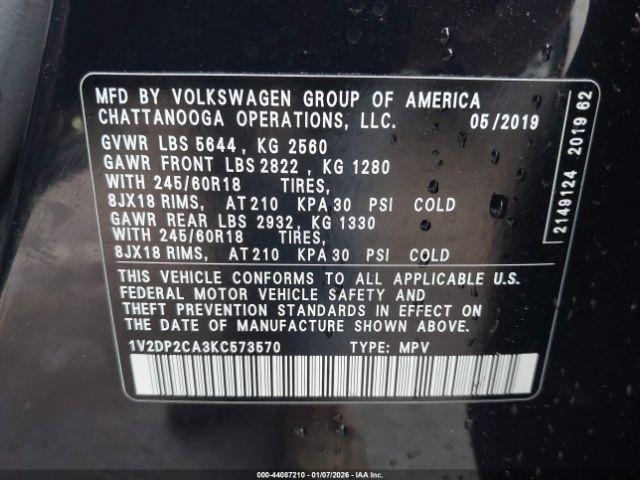 MFD BY VOLKSWAGEN GROUP OF AMERICA
CHATTANOOGA OPERATIONS, LLC. 05/2019
GVWR LBS 5644 , KG 2560
GAWR FRONT LBS 2822 , KG 1280
WITH 245/60R18 TIRES,
8JX18 RIMS, AT 210 KPA 30 PSI COLD
GAWR REAR LBS 2932, KG 1330
WITH 245/60R18 TIRES,
8JX18 RIMS, AT 210 KPA 30 PSI COLD
THIS VEHICLE CONFORMS TO ALL APPLICABLE U.S.
FEDERAL MOTOR VEHICLE SAFETY AND
THEFT PREVENTION STANDARDS IN EFFECT ON
DATE OF MANUFACTURE SHOWN ABOVE.
1V2DP2CA3KC573570 TYPE: MPV
2149124 2019 62
000-44087210 - 01/07/2026 - IAA Inc.